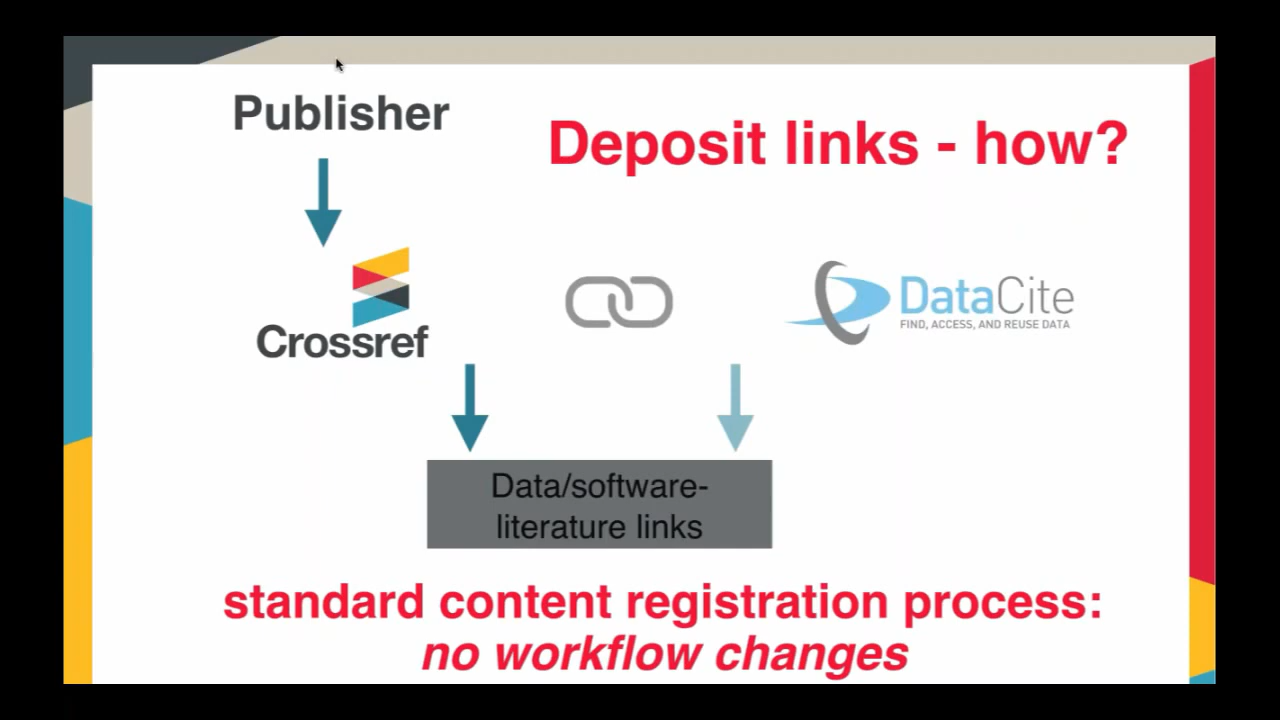 Publisher
Deposit links - how?
Crossref
DataCite
FIND, ACCESS, AND REUSE DATA
Data/software-
literature links
standard content registration process:
no workflow changes